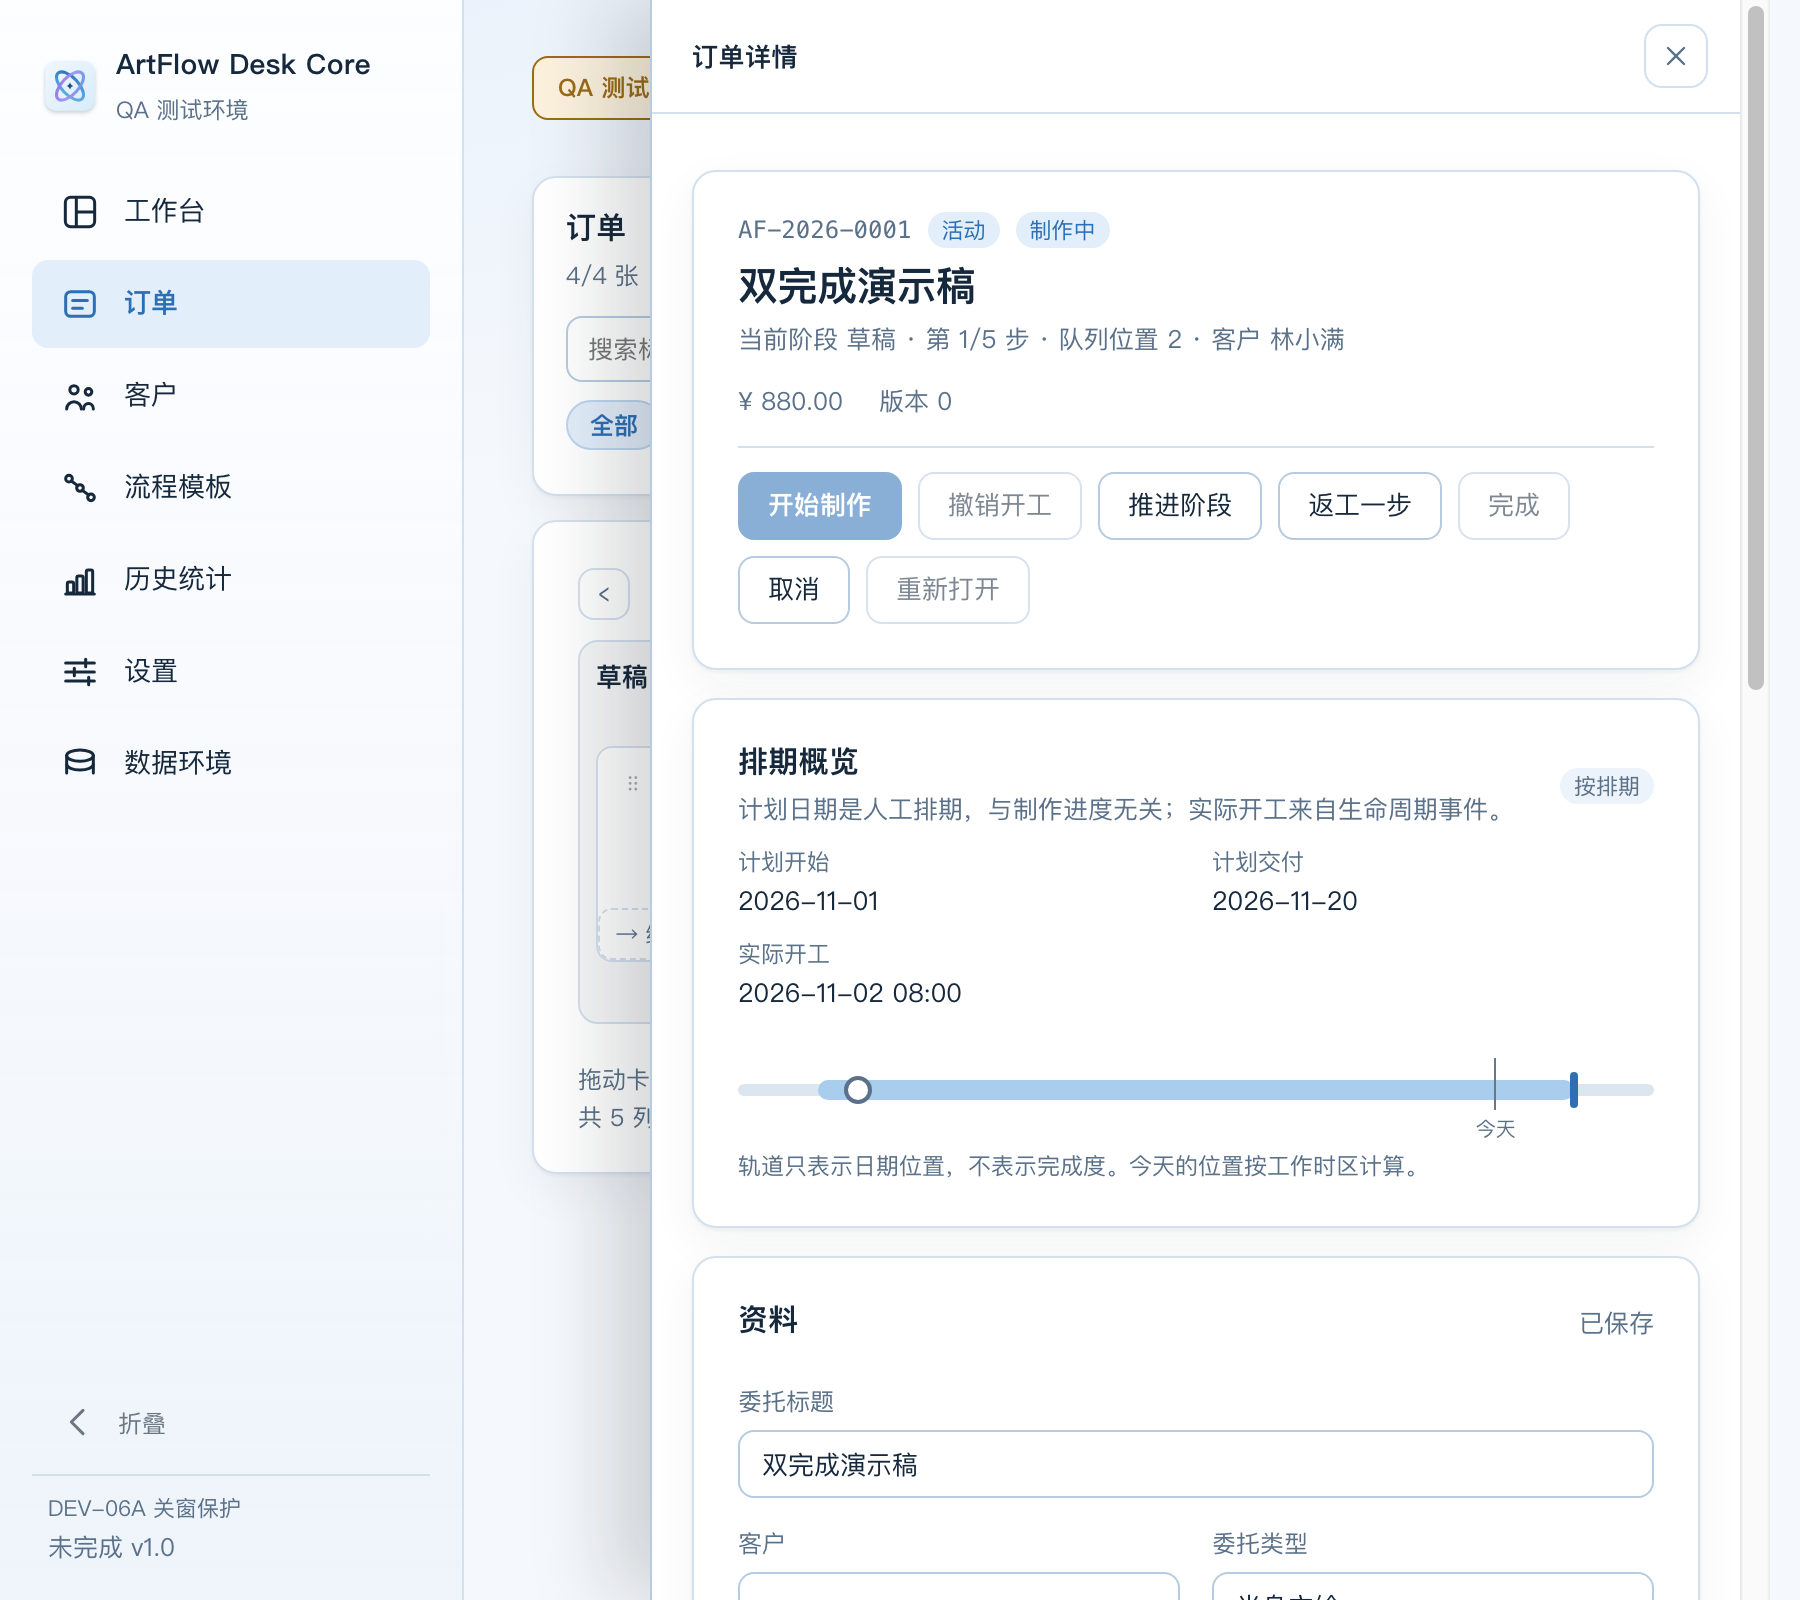 ArtFlow Desk Core
QA 测试环境
工作台
订单
客户
流程模板
历史统计
设置
数据环境
折叠
DEV-06A 关窗保护
未完成 v1.0
QA 测试
订单
4/4 张
搜索
全部
<
草稿
→
拖动卡
共 5 列
订单详情
AF-2026-0001 活动 制作中
双完成演示稿
当前阶段 草稿 · 第 1/5 步 · 队列位置 2 · 客户 林小满
¥ 880.00 版本 0
开始制作 撤销开工 推进阶段 返工一步 完成
取消 重新打开
排期概览
按排期
计划日期是人工排期，与制作进度无关；实际开工来自生命周期事件。
计划开始 计划交付
2026-11-01 2026-11-20
实际开工
2026-11-02 08:00
今天
轨道只表示日期位置，不表示完成度。今天的位置按工作时区计算。
资料 已保存
委托标题
双完成演示稿
客户 委托类型